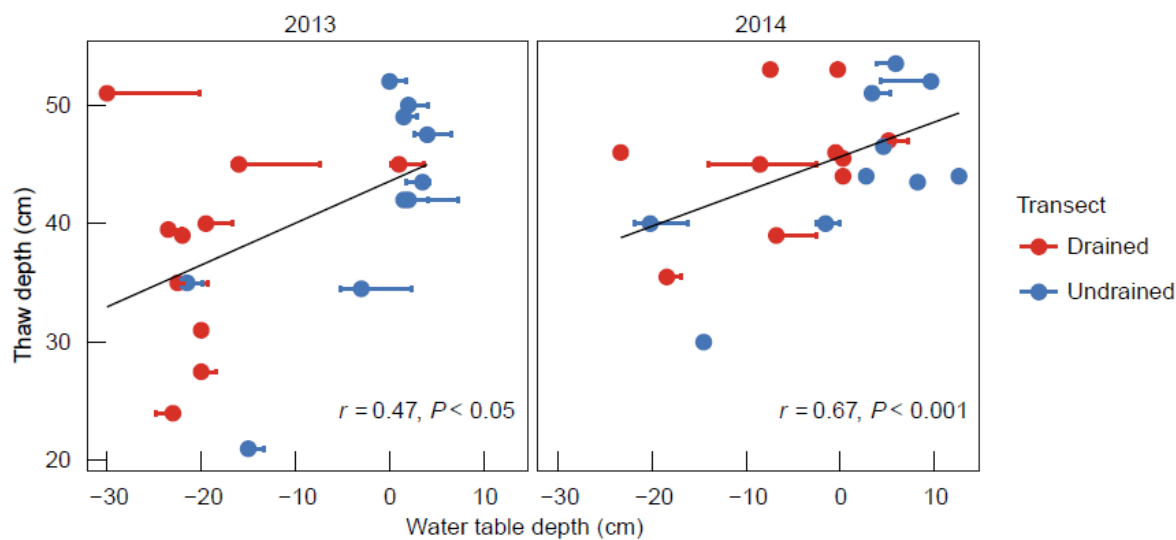 2013
2014
Thaw depth (cm)
50
40
30
20
r = 0.47, P < 0.05
r = 0.67, P < 0.001
−30
−20
−10
0
10
−30
−20
−10
0
10
Water table depth (cm)
Transect
Drained
Undrained